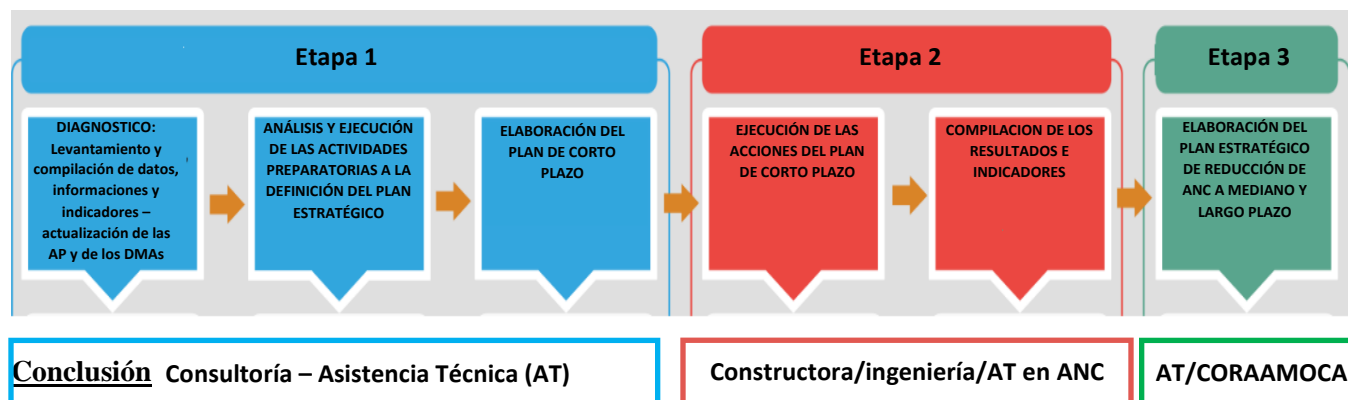 Etapa 1
Etapa 2
Etapa 3
DIAGNOSTICO:
Levantamiento y
compilación de datos,
informaciones y
indicadores –
actualización de las
AP y de los DMAs
ANÁLISIS Y EJECUCIÓN
DE LAS ACTIVIDADES
PREPARATORIAS A LA
DEFINICIÓN DEL PLAN
ESTRATÉGICO
ELABORACIÓN DEL
PLAN DE CORTO
PLAZO
EJECUCIÓN DE LAS
ACCIONES DEL PLAN
DE CORTO PLAZO
COMPILACION DE LOS
RESULTADOS E
INDICADORES
ELABORACIÓN DEL
PLAN ESTRATÉGICO
DE REDUCCIÓN DE
ANC A MEDIANO Y
LARGO PLAZO
Conclusión Consultoría – Asistencia Técnica (AT)
Constructora/ingeniería/AT en ANC
AT/CORAAMOCA